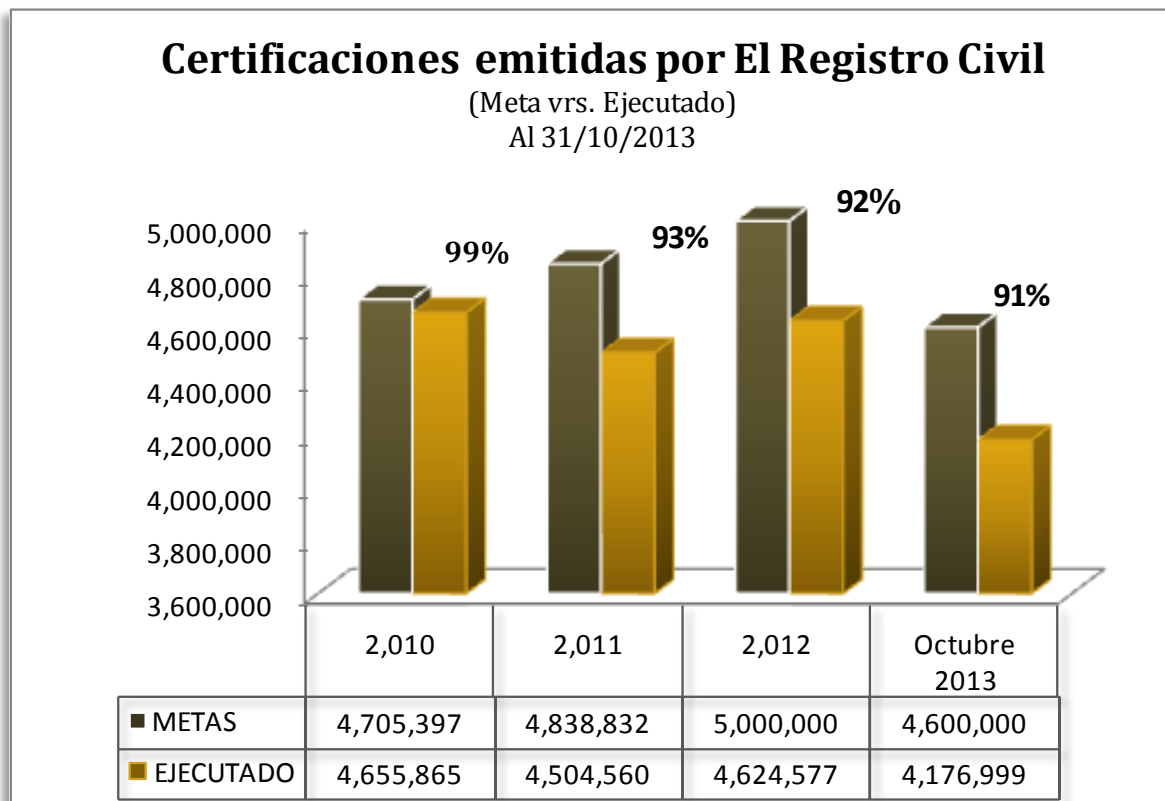 Certificaciones emitidas por El Registro Civil
(Meta vrs. Ejecutado)
Al 31/10/2013
99%
93%
92%
91%
5,000,000
4,800,000
4,600,000
4,400,000
4,200,000
4,000,000
3,800,000
3,600,000
2,010 2,011 2,012 Octubre
2013
METAS 4,705,397 4,838,832 5,000,000 4,600,000
EJECUTADO 4,655,865 4,504,560 4,624,577 4,176,999